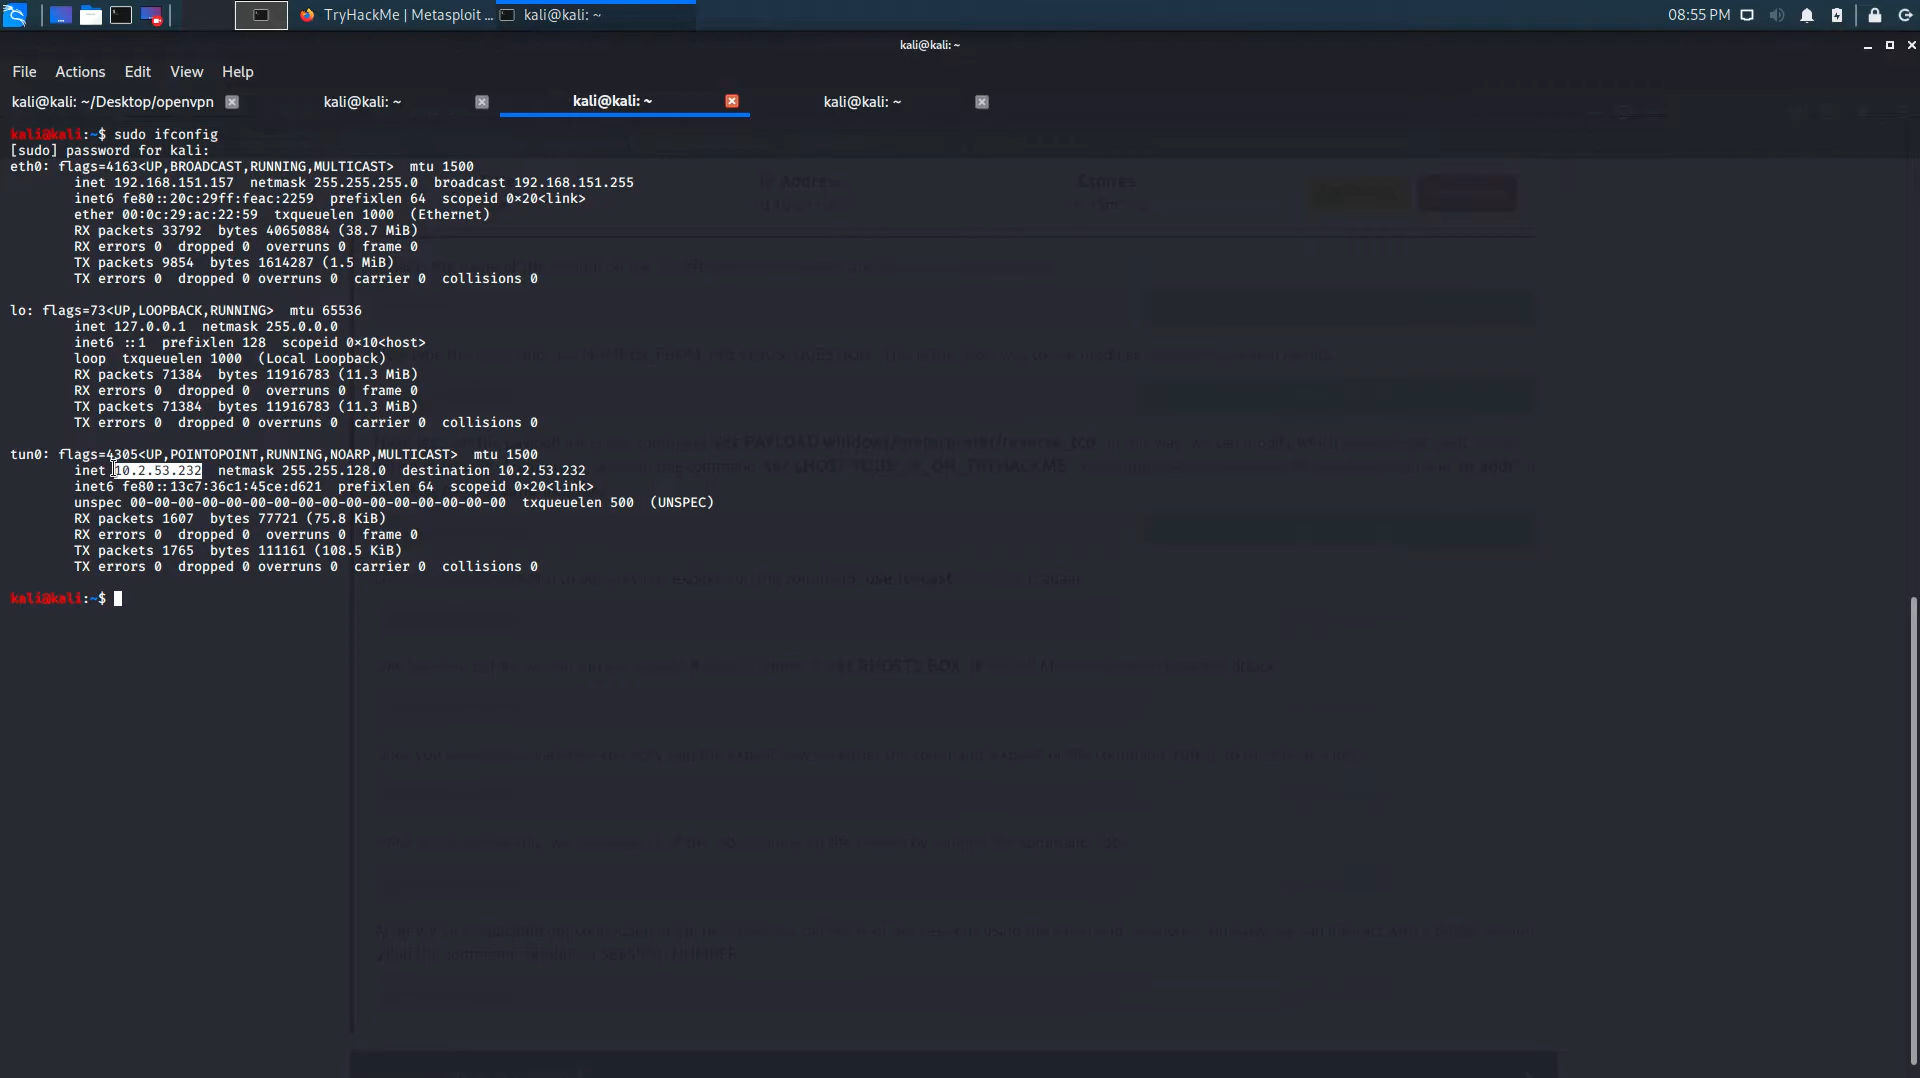 TryHackMe | Metasploit ...
kali@kali: ~
08:55 PM
kali@kali: ~
File Actions Edit View Help
kali@kali: ~/Desktop/openvpn
kali@kali: ~
kali@kali: ~
kali@kali: ~
kali@kali:~$ sudo ifconfig
[sudo] password for kali:
eth0: flags=4163<UP,BROADCAST,RUNNING,MULTICAST>  mtu 1500
inet 192.168.151.157  netmask 255.255.255.0  broadcast 192.168.151.255
inet6 fe80::20c:29ff:feac:2259  prefixlen 64  scopeid 0×20<link>
ether 00:0c:29:ac:22:59  txqueuelen 1000  (Ethernet)
RX packets 33792  bytes 40650884 (38.7 MiB)
RX errors 0  dropped 0  overruns 0  frame 0
TX packets 9854  bytes 1614287 (1.5 MiB)
TX errors 0  dropped 0 overruns 0  carrier 0  collisions 0
lo: flags=73<UP,LOOPBACK,RUNNING>  mtu 65536
inet 127.0.0.1  netmask 255.0.0.0
inet6 ::1  prefixlen 128  scopeid 0×10<host>
loop  txqueuelen 1000  (Local Loopback)
RX packets 71384  bytes 11916783 (11.3 MiB)
RX errors 0  dropped 0  overruns 0  frame 0
TX packets 71384  bytes 11916783 (11.3 MiB)
TX errors 0  dropped 0 overruns 0  carrier 0  collisions 0
tun0: flags=4305<UP,POINTOPOINT,RUNNING,NOARP,MULTICAST>  mtu 1500
inet 10.2.53.232  netmask 255.255.128.0  destination 10.2.53.232
inet6 fe80::13c7:36c1:45ce:d621  prefixlen 64  scopeid 0×20<link>
unspec 00-00-00-00-00-00-00-00-00-00-00-00-00-00-00-00  txqueuelen 500  (UNSPEC)
RX packets 1607  bytes 77721 (75.8 KiB)
RX errors 0  dropped 0  overruns 0  frame 0
TX packets 1765  bytes 111161 (108.5 KiB)
TX errors 0  dropped 0 overruns 0  carrier 0  collisions 0
kali@kali:~$